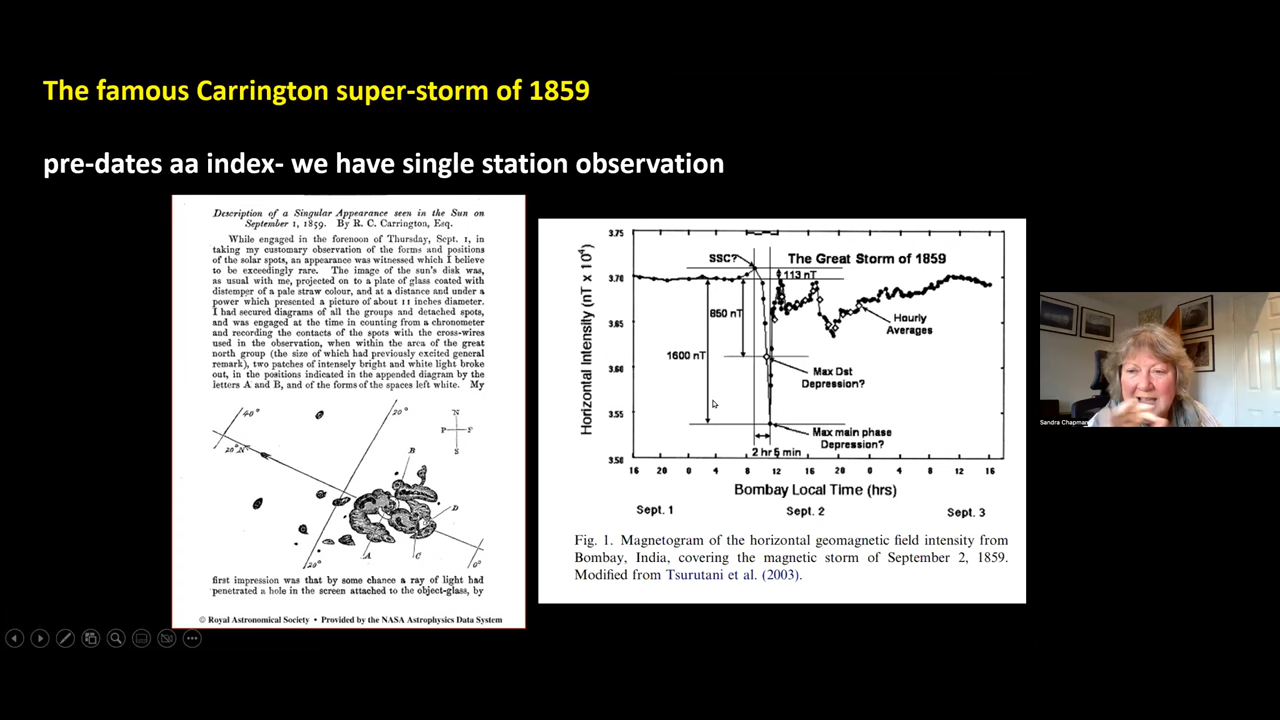 The famous Carrington super-storm of 1859
pre-dates aa index- we have single station observation
Description of a Singular Appearance seen in the Sun on
September 1, 1859. By R. C. Carrington, Esq.
While engaged in the forenoon of Thursday, Sept. 1, in
taking my customary observation of the forms and positions
of the solar spots, an appearance was witnessed which I believe
to be exceedingly rare. The image of the sun's disk was,
as usual with me, projected on to a plate of glass coated with
distemper of a pale straw colour, and at a distance and under a
power which presented a picture of about 11 inches diameter.
I had secured diagrams of all the groups and detached spots,
and was engaged at the time in counting from a chronometer
and recording the contacts of the spots with the cross-wires
used in the observation, when within the area of the great
north group (the size of which had previously excited general
remark), two patches of intensely bright and white light broke
out, in the positions indicated in the appended diagram by the
letters A and B, and of the forms of the spaces left white. My
40°
20°
N
P F
S
20° N
B
D
A
C
20°
0°
first impression was that by some chance a ray of light had
penetrated a hole in the screen attached to the object-glass, by
© Royal Astronomical Society • Provided by the NASA Astrophysics Data System
Horizontal Intensity (nT x 10⁴)
3.75
3.70
3.65
3.60
3.55
3.50
SSC?
The Great Storm of 1859
113 nT
850 nT
1600 nT
Hourly
Averages
Max Dst
Depression?
Max main phase
Depression?
2 hr 5 min
16 20 0 4 8 12 16 20 0 4 8 12 16
Bombay Local Time (hrs)
Sept. 1 Sept. 2 Sept. 3
Fig. 1. Magnetogram of the horizontal geomagnetic field intensity from
Bombay, India, covering the magnetic storm of September 2, 1859.
Modified from Tsurutani et al. (2003).
Sandra Chapman